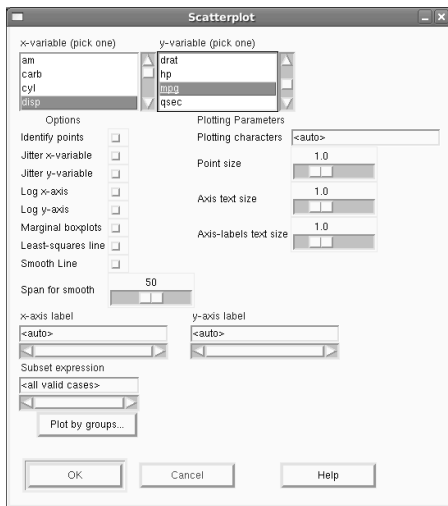 Scatterplot
x-variable (pick one) y-variable (pick one)
am drat
carb hp
cyl mpg
disp qsec
Options Plotting Parameters
Identify points Plotting characters <auto>
Jitter x-variable 1.0
Jitter y-variable Point size
Log x-axis 1.0
Log y-axis Axis text size
Marginal boxplots 1.0
Least-squares line Axis-labels text size
Smooth Line
50
Span for smooth
x-axis label y-axis label
<auto> <auto>
Subset expression
<all valid cases>
Plot by groups...
OK Cancel Help